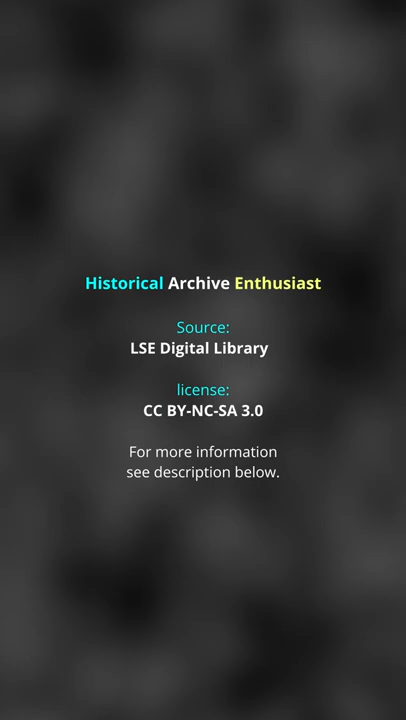 Historical Archive Enthusiast
Source:
LSE Digital Library
license:
CC BY-NC-SA 3.0
For more information
see description below.